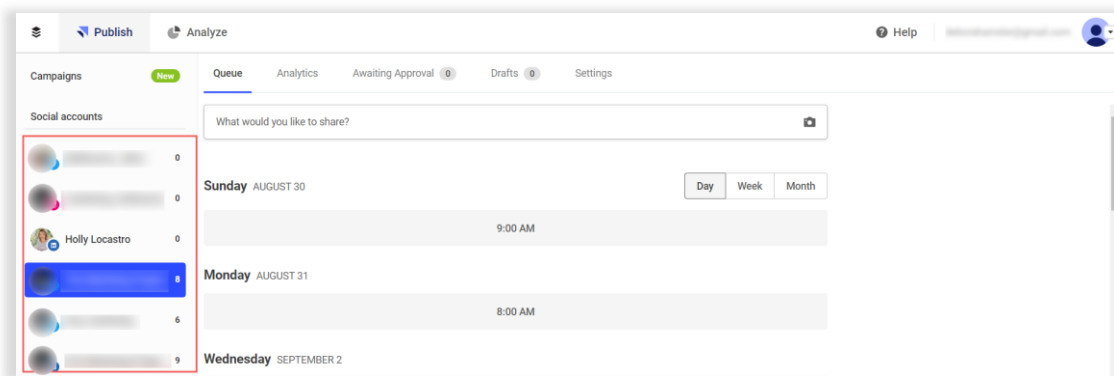 Publish
Analyze
Help
Campaigns
New
Queue
Analytics
Awaiting Approval 0
Drafts 0
Settings
Social accounts
What would you like to share?
0
0
Holly Locastro 0
8
6
9
Sunday AUGUST 30
Day
Week
Month
9:00 AM
Monday AUGUST 31
8:00 AM
Wednesday SEPTEMBER 2